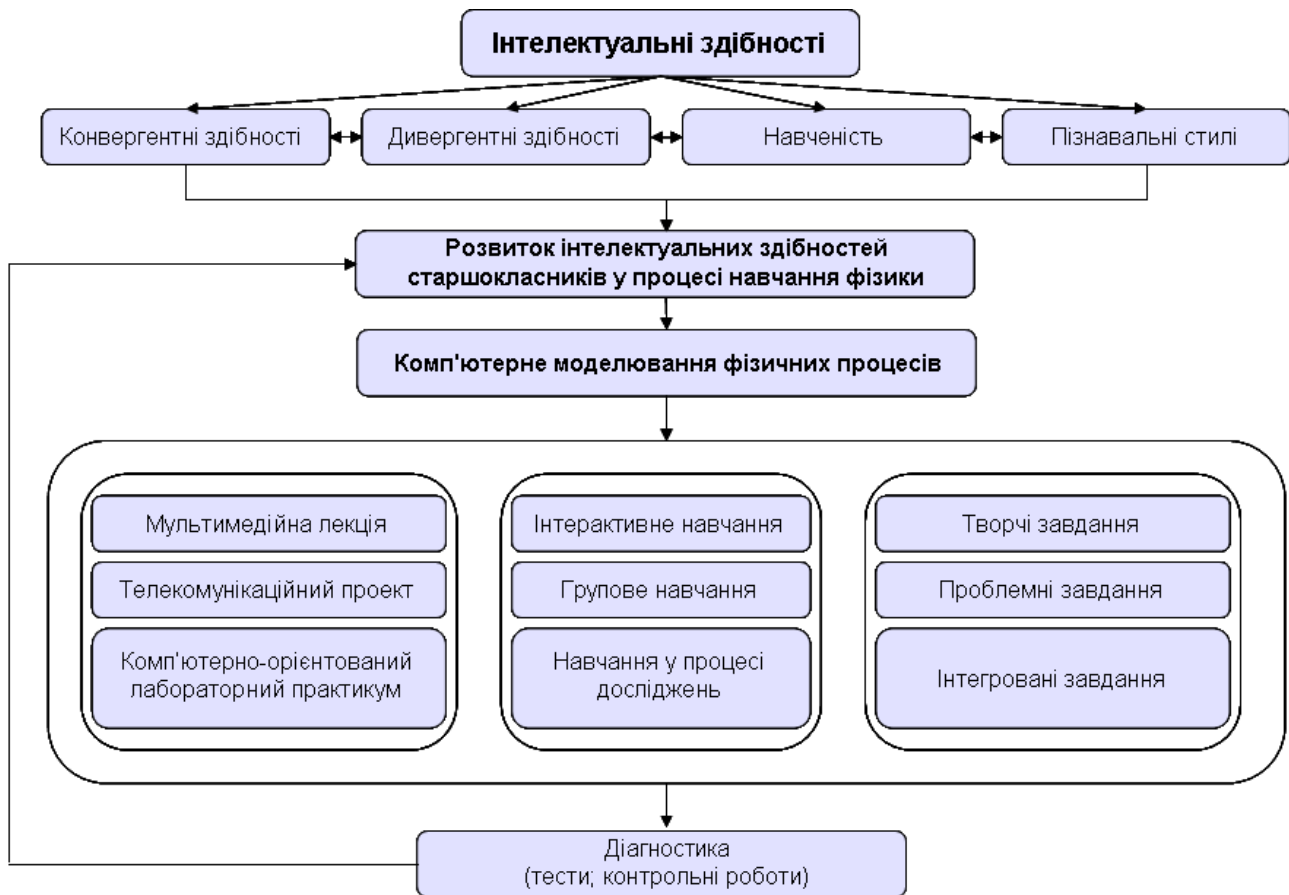 Інтелектуальні здібності
Конвергентні здібності
Дивергентні здібності
Навченість
Пізнавальні стилі
Розвиток інтелектуальних здібностей
старшокласників у процесі навчання фізики
Комп'ютерне моделювання фізичних процесів
Мультимедійна лекція
Телекомунікаційний проект
Комп'ютерно-орієнтований
лабораторний практикум
Інтерактивне навчання
Групове навчання
Навчання у процесі
досліджень
Творчі завдання
Проблемні завдання
Інтегровані завдання
Діагностика
(тести; контрольні роботи)